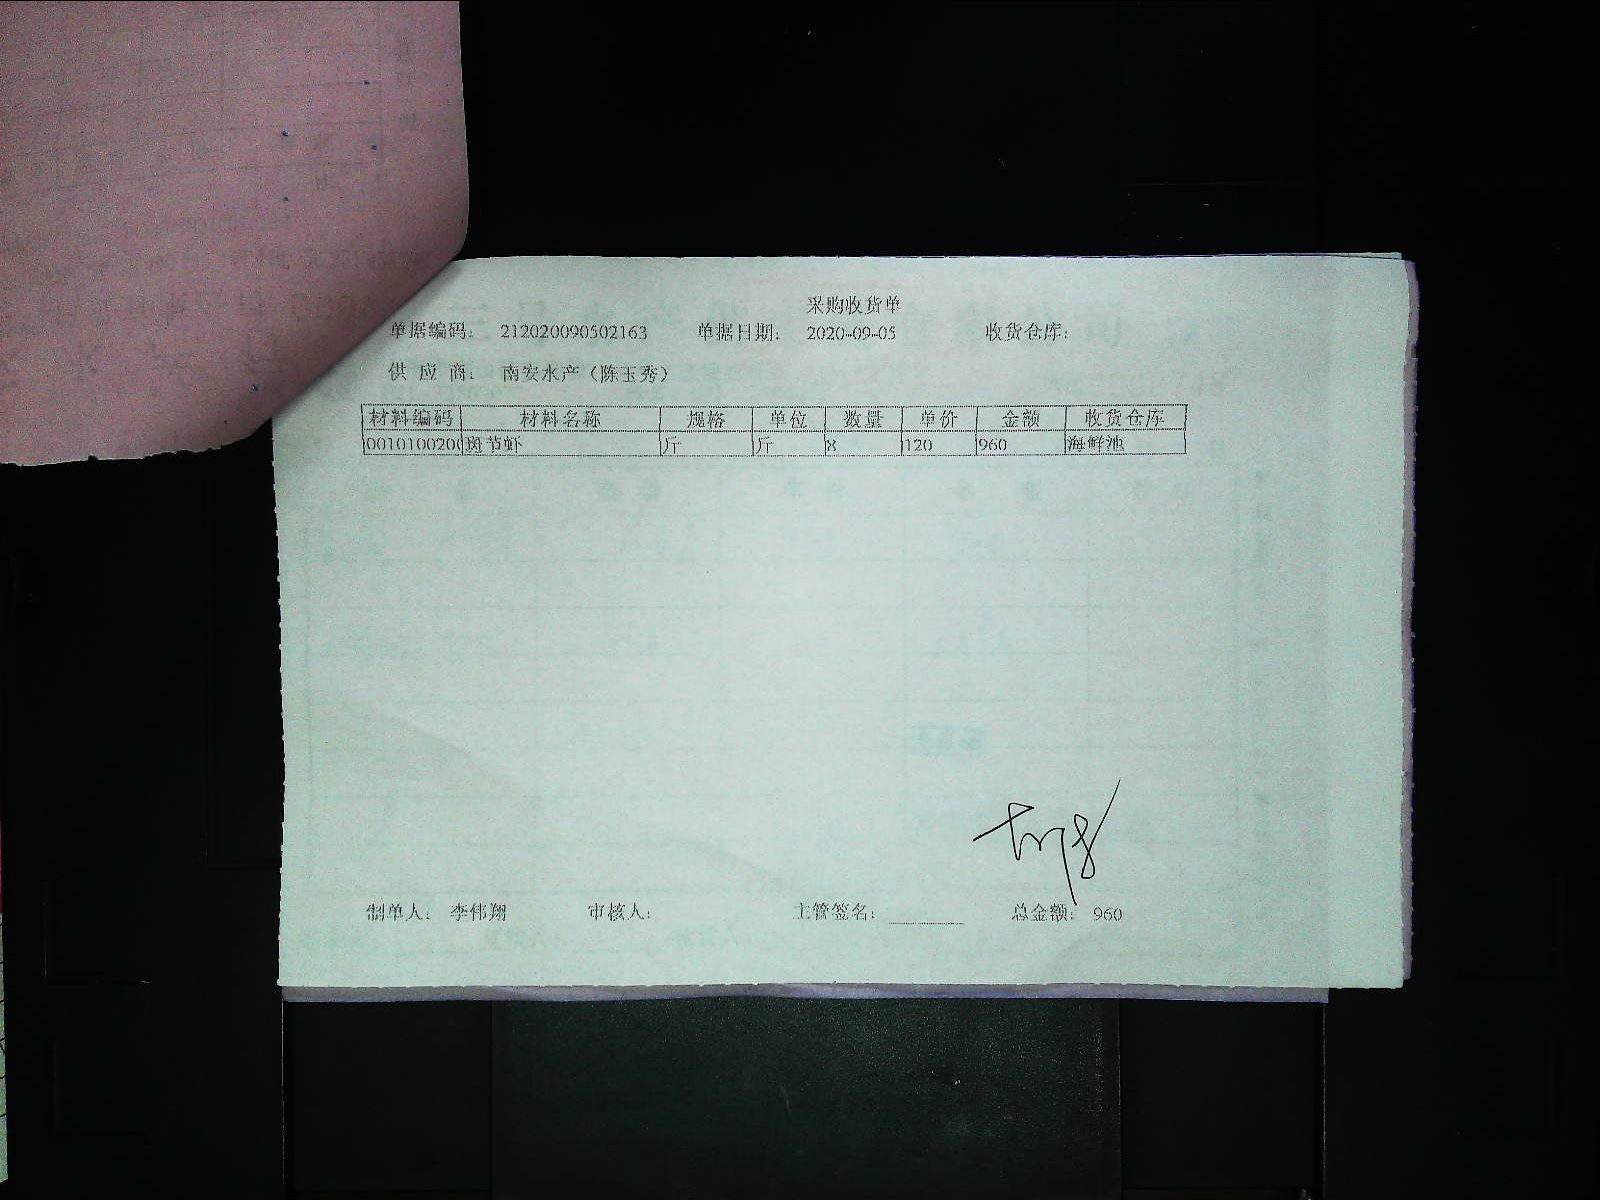 采购收货单
单据编码: 212020090502163 单据日期: 2020-09-05 收货仓库:
供 应 商: 南安水产（陈玉秀）
材料编码 材料名称 规格 单位 数量 单价 金额 收货仓库
001010020 斑节虾 斤 斤 8 120 960 海鲜池
制单人: 李伟翔 审核人: 主管签名: 总金额: 960